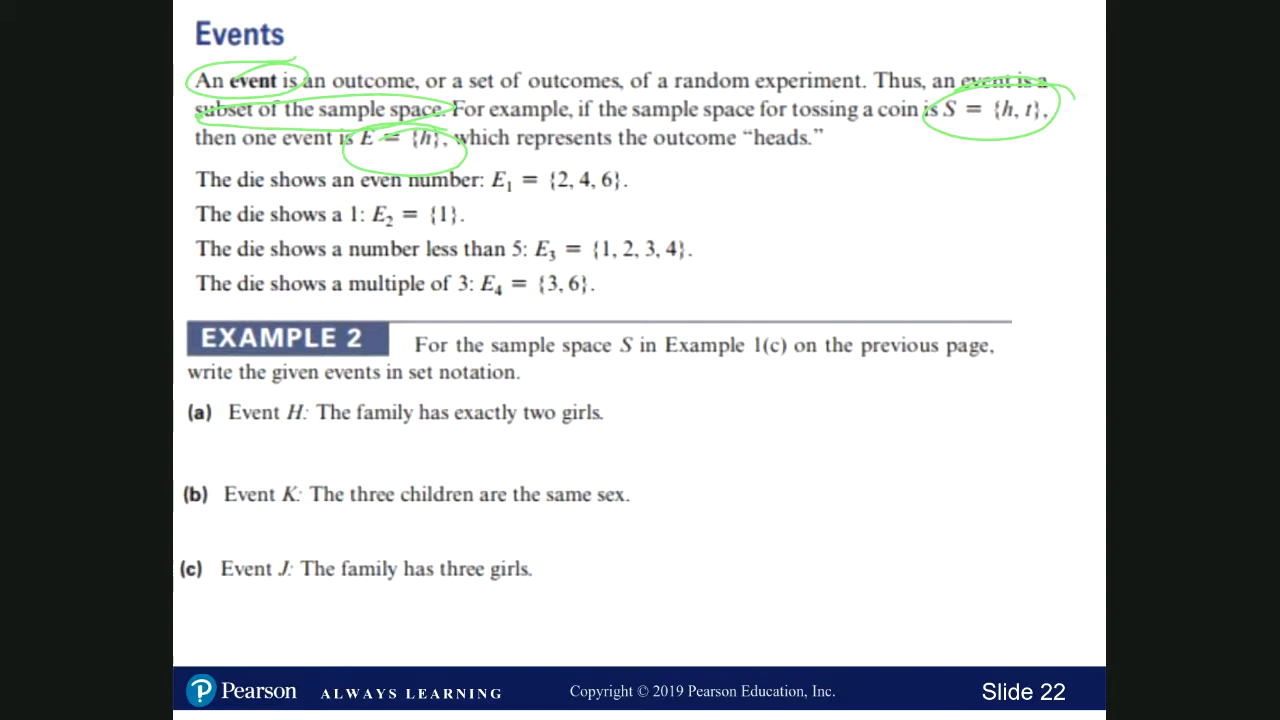 Events
An event is an outcome, or a set of outcomes, of a random experiment. Thus, an event is a
subset of the sample space. For example, if the sample space for tossing a coin is S = {h, t},
then one event is E = {h}, which represents the outcome “heads.”
The die shows an even number: E₁ = {2, 4, 6}.
The die shows a 1: E₂ = {1}.
The die shows a number less than 5: E₃ = {1, 2, 3, 4}.
The die shows a multiple of 3: E₄ = {3, 6}.
EXAMPLE 2 For the sample space S in Example 1(c) on the previous page,
write the given events in set notation.
(a) Event H: The family has exactly two girls.
(b) Event K: The three children are the same sex.
(c) Event J: The family has three girls.
Pearson ALWAYS LEARNING Copyright © 2019 Pearson Education, Inc. Slide 22